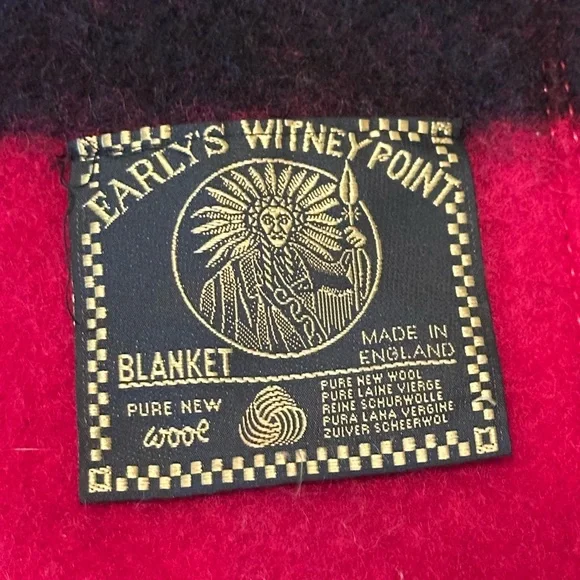 EARLY'S WITNEY POINT
BLANKET
MADE IN
ENGLAND
PURE NEW
wool
PURE NEW WOOL
PURE LAINE VIERGE
REINE SCHURWOLLE
PURA LANA VERGINE
ZUIVER SCHEERWOL